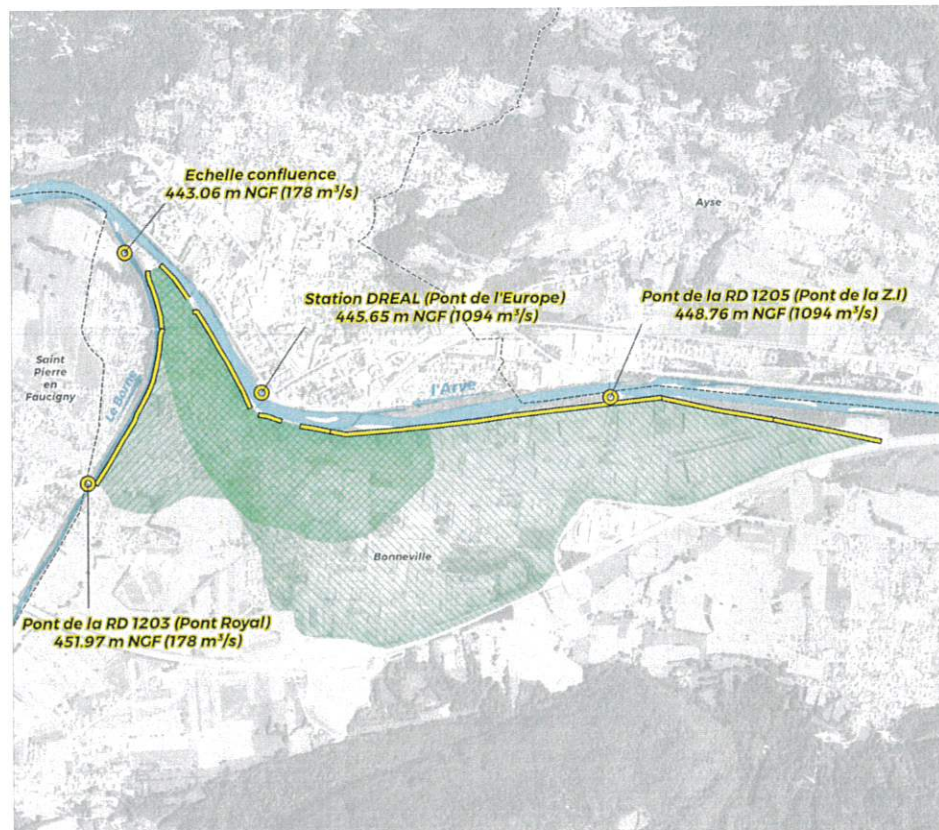 Echelle confluence
443.06 m NGF (178 m³/s)
Ayse
Station DREAL (Pont de l'Europe)
445.65 m NGF (1094 m³/s)
Pont de la RD 1205 (Pont de la Z.I)
448.76 m NGF (1094 m³/s)
Saint
Pierre
en
Faucigny
Le Borne
l'Arve
Bonneville
Pont de la RD 1203 (Pont Royal)
451.97 m NGF (178 m³/s)